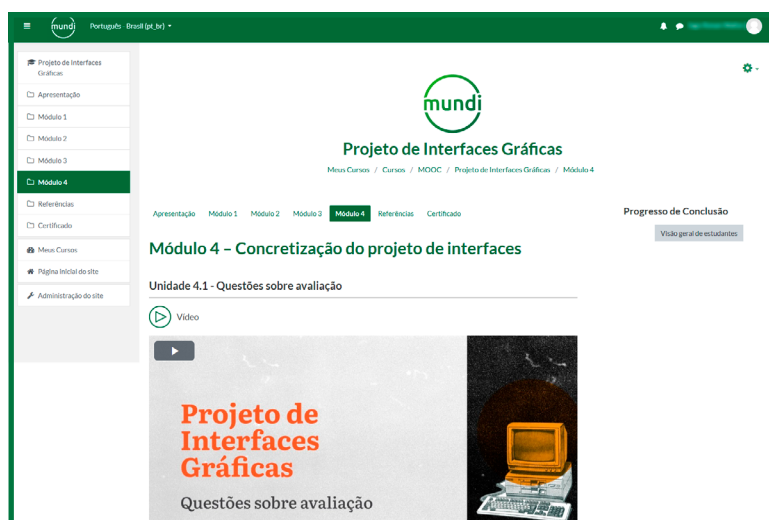 mundi
Português - Brasil (pt_br)
Projeto de Interfaces
Gráficas
Apresentação
Módulo 1
Módulo 2
Módulo 3
Módulo 4
Referências
Certificado
Meus Cursos
Página inicial do site
Administração do site
mundi
Projeto de Interfaces Gráficas
Meus Cursos / Cursos / MOOC / Projeto de Interfaces Gráficas / Módulo 4
Apresentação Módulo 1 Módulo 2 Módulo 3 Módulo 4 Referências Certificado
Módulo 4 – Concretização do projeto de interfaces
Unidade 4.1 - Questões sobre avaliação
Vídeo
Projeto de
Interfaces
Gráficas
Questões sobre avaliação
Progresso de Conclusão
Visão geral de estudantes